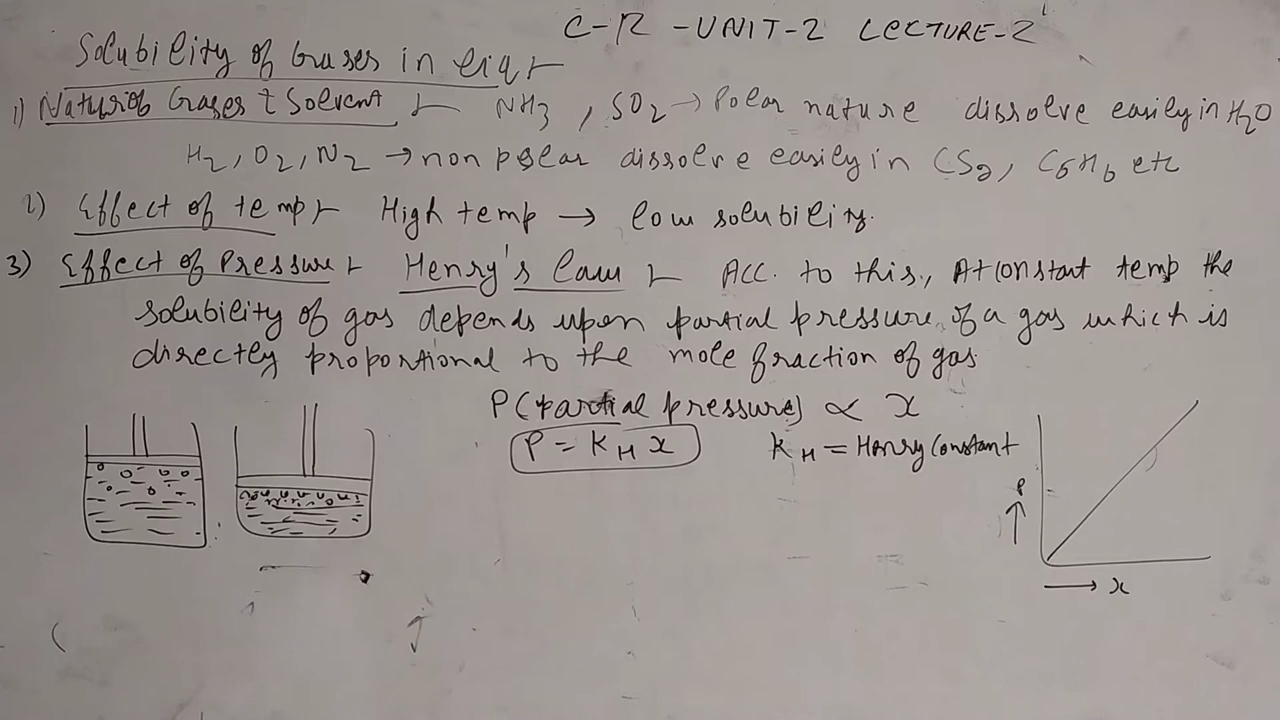 C-R-UNIT-2 LECTURE-2
Solubility of Gases in liq
1) Natur of Gases & Solvent NH3, SO2 → Polar nature dissolve easily in H2O
H2, O2, N2 → non polar dissolve easily in CS2, C6H6 etc
2) Effect of temp High temp → low solubility.
3) Effect of Pressure Henry's law Acc. to this, At constant temp the
solubility of gas depends upon partial pressure of a gas which is
directly proportional to the mole fraction of gas
P (partial pressure) ∝ x
P = KH x KH = Henry Constant
P ↑
→ x